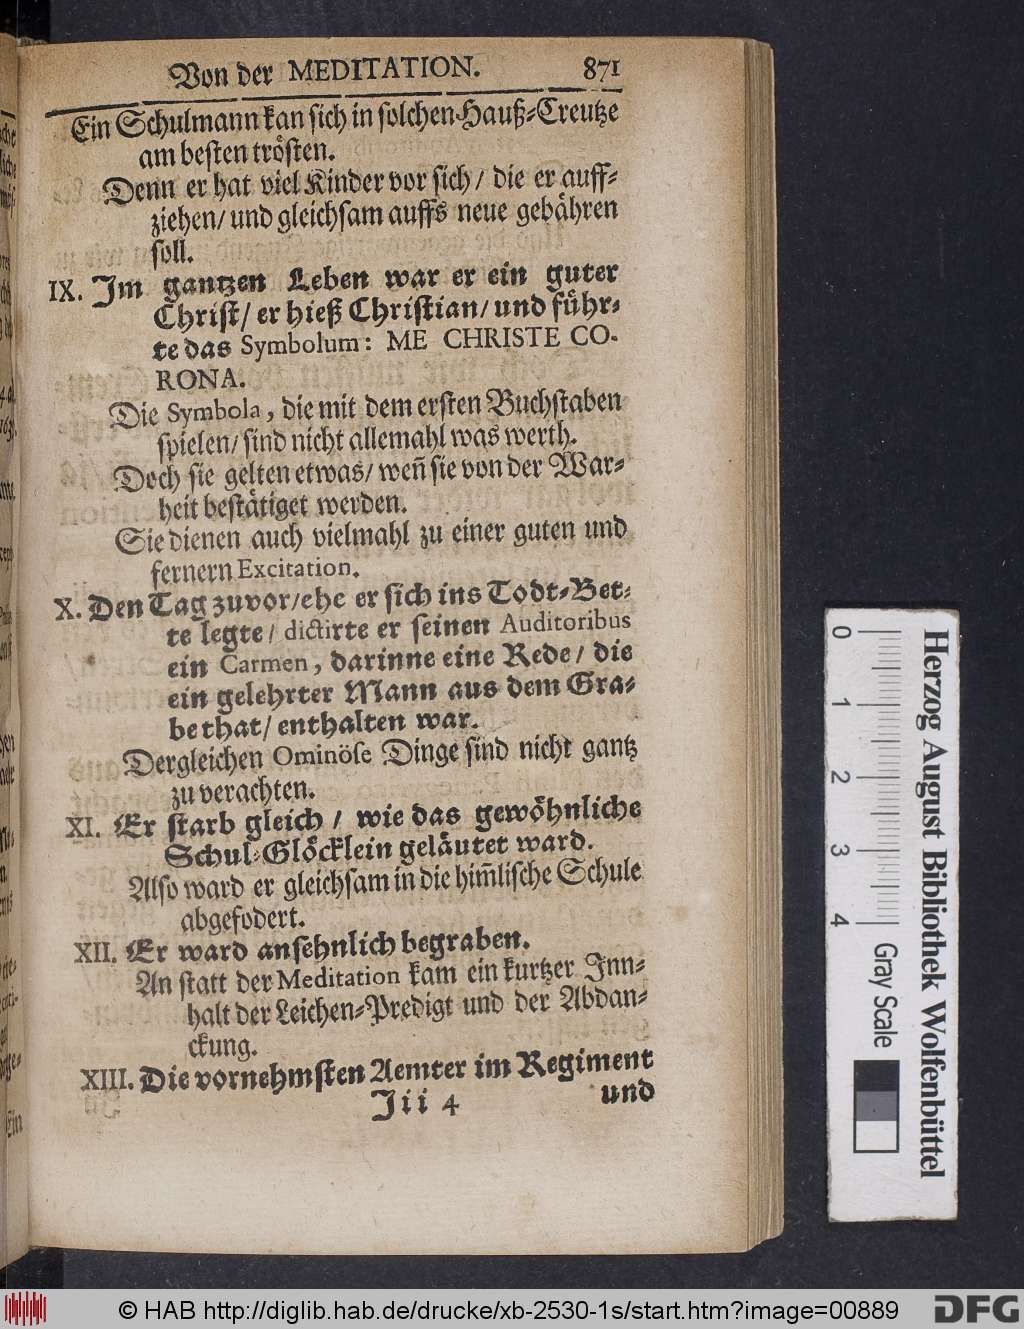 Von der MEDITATION. 871
Ein Schulmann kan sich in solchen Hauß-Creutze
am besten trösten.
Denn er hat viel Kinder vor sich / die er auff-
ziehen / und gleichsam auffs neue gebähren
soll.
IX. Im gantzen Leben war er ein guter
Christ / er hieß Christian / und führ-
te das Symbolum: ME CHRISTE CO-
RONA.
Die Symbola, die mit dem ersten Buchstaben
spielen / sind nicht allemahl was werth.
Doch sie gelten etwas / weñ sie von der War-
heit bestätiget werden.
Sie dienen auch vielmahl zu einer guten und
fernern Excitation.
X. Den Tag zuvor / ehe er sich ins Todt-Bet-
te legte / dictirte er seinen Auditoribus
ein Carmen, darinne eine Rede / die
ein gelehrter Mann aus dem Gra-
be that / enthalten war.
Dergleichen Ominöse Dinge sind nicht gantz
zu verachten.
XI. Er starb gleich / wie das gewöhnliche
Schul-Glöcklein geläutet ward.
Also ward er gleichsam in die him̃lische Schule
abgefodert.
XII. Er ward ansehnlich begraben.
An statt der Meditation kam ein kurtzer Inn-
halt der Leichen-Predigt und der Abdan-
ckung.
XIII. Die vornehmsten Aemter im Regiment
Jii 4 und
0 1 2 3 4
Gray Scale
Herzog August Bibliothek Wolfenbüttel
© HAB http://diglib.hab.de/drucke/xb-2530-1s/start.htm?image=00889
DFG